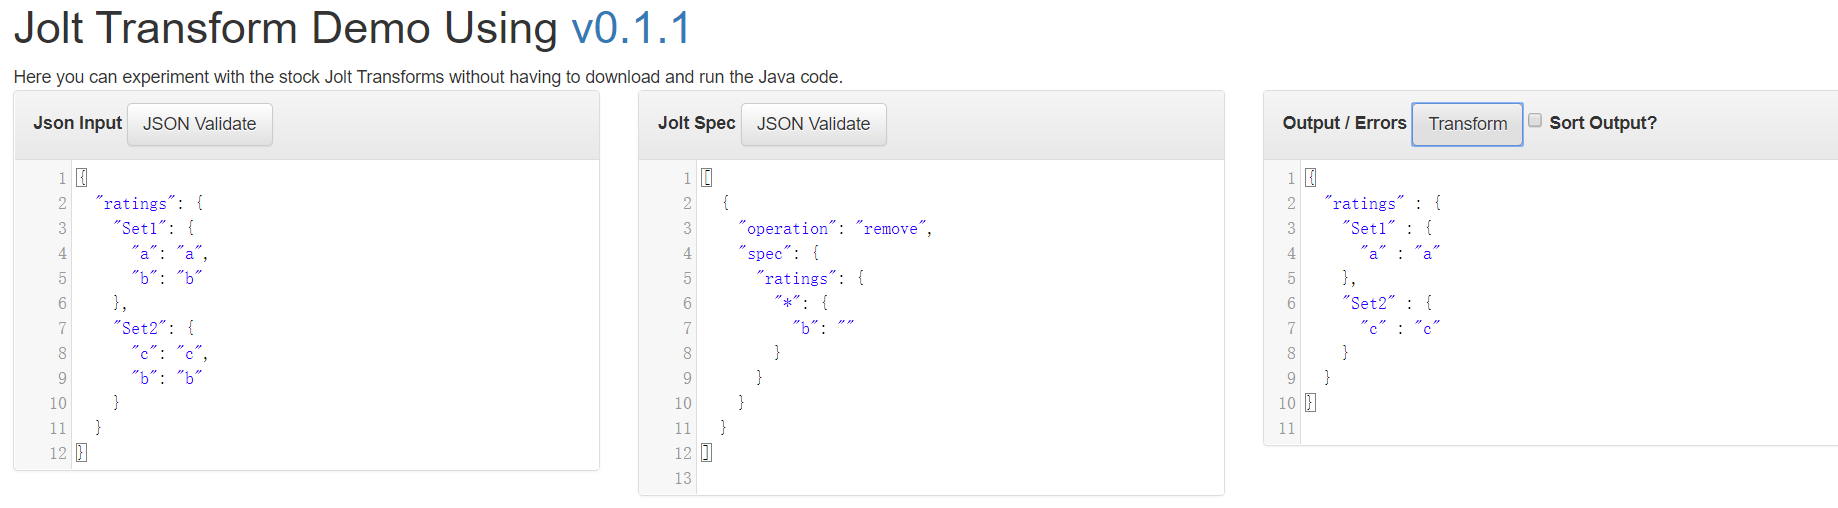 Jolt Transform Demo Using v0.1.1
Here you can experiment with the stock Jolt Transforms without having to download and run the Java code.
Json Input JSON Validate
1 {
2   "ratings": {
3     "Set1": {
4       "a": "a",
5       "b": "b"
6     },
7     "Set2": {
8       "c": "c",
9       "b": "b"
10     }
11   }
12 }
Jolt Spec JSON Validate
1 [
2   {
3     "operation": "remove",
4     "spec": {
5       "ratings": {
6         "*": {
7           "b": ""
8         }
9       }
10     }
11   }
12 ]
13
Output / Errors Transform Sort Output?
1 {
2   "ratings" : {
3     "Set1" : {
4       "a" : "a"
5     },
6     "Set2" : {
7       "c" : "c"
8     }
9   }
10 }
11